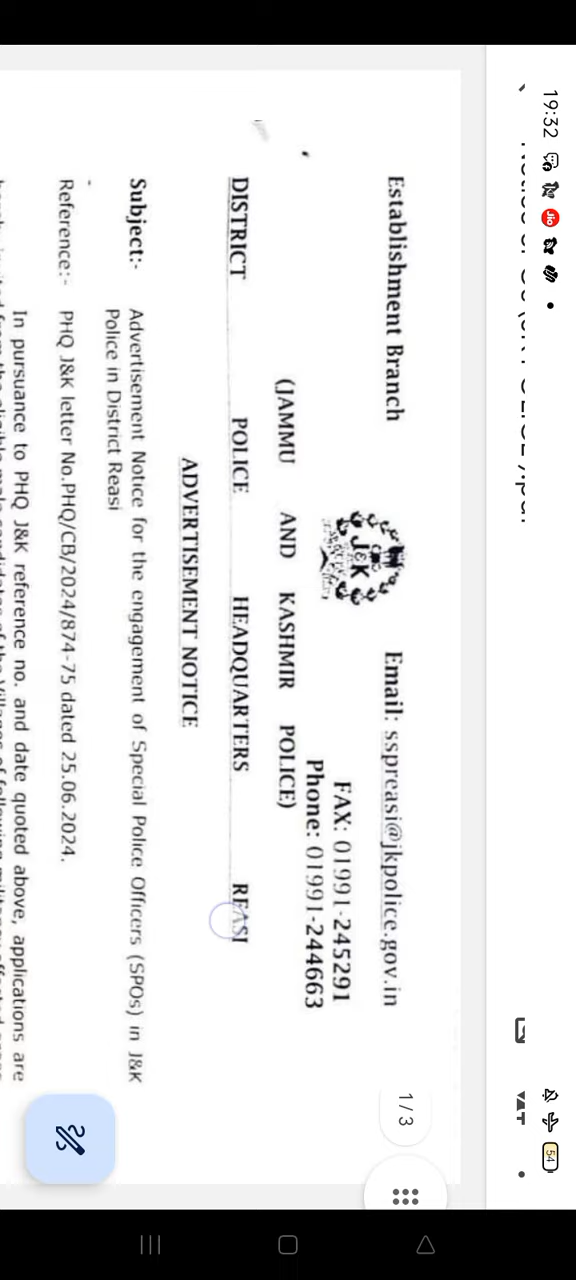 19:32
54
Establishment Branch
J&K
Email: sspreasi@jkpolice.gov.in
FAX: 01991-245291
Phone: 01991-244663
(JAMMU AND KASHMIR POLICE)
DISTRICT POLICE HEADQUARTERS REASI
ADVERTISEMENT NOTICE
Subject:- Advertisement Notice for the engagement of Special Police Officers (SPOs) in J&K
Police in District Reasi
Reference:- PHQ J&K letter No.PHQ/CB/2024/874-75 dated 25.06.2024.
In pursuance to PHQ J&K reference no. and date quoted above, applications are
1/3